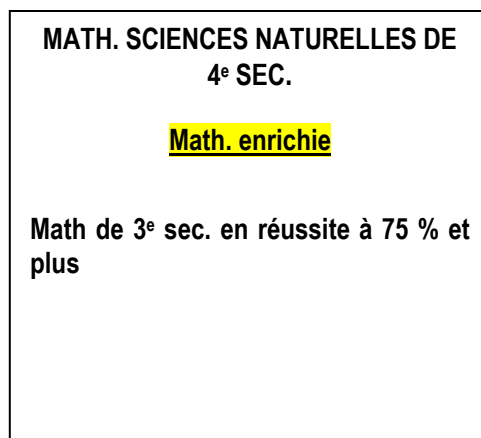 MATH. SCIENCES NATURELLES DE
4e SEC.
Math. enrichie
Math de 3e sec. en réussite à 75 % et
plus